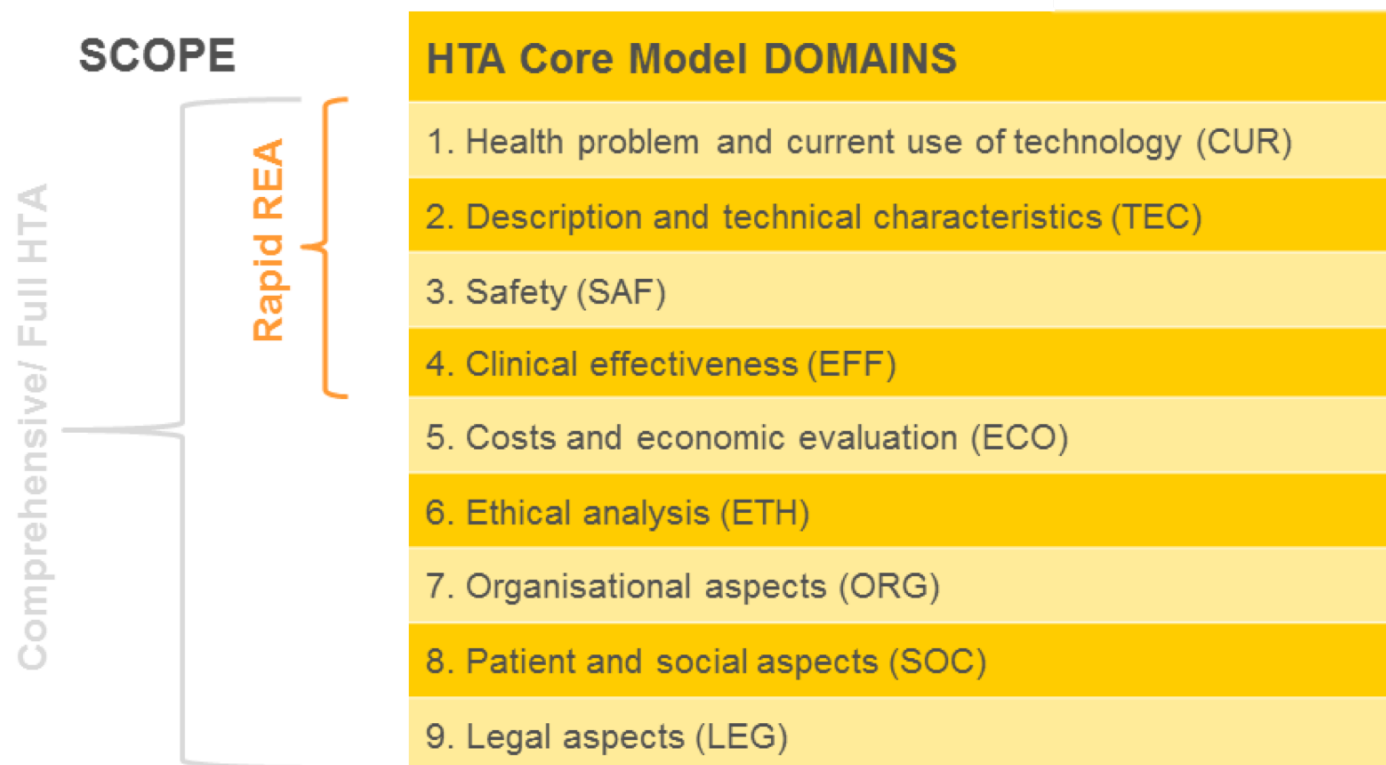 SCOPE
HTA Core Model DOMAINS
Comprehensive/ Full HTA
Rapid REA
1. Health problem and current use of technology (CUR)
2. Description and technical characteristics (TEC)
3. Safety (SAF)
4. Clinical effectiveness (EFF)
5. Costs and economic evaluation (ECO)
6. Ethical analysis (ETH)
7. Organisational aspects (ORG)
8. Patient and social aspects (SOC)
9. Legal aspects (LEG)